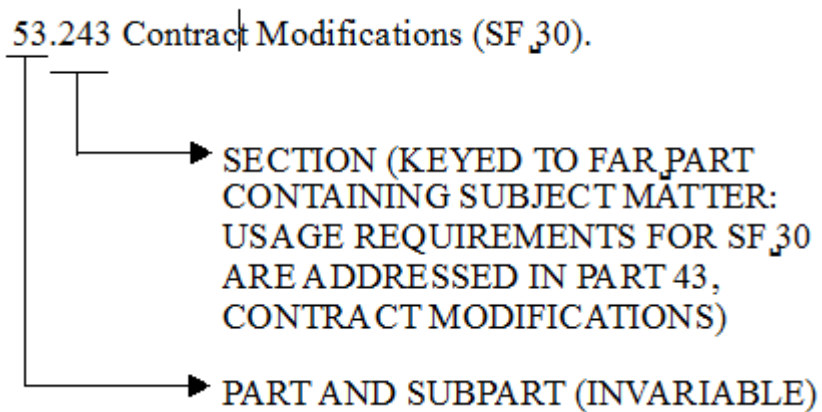 53.243 Contract Modifications (SF 30).
SECTION (KEYED TO FAR PART
CONTAINING SUBJECT MATTER:
USAGE REQUIREMENTS FOR SF 30
ARE ADDRESSED IN PART 43,
CONTRACT MODIFICATIONS)
PART AND SUBPART (INVARIABLE)